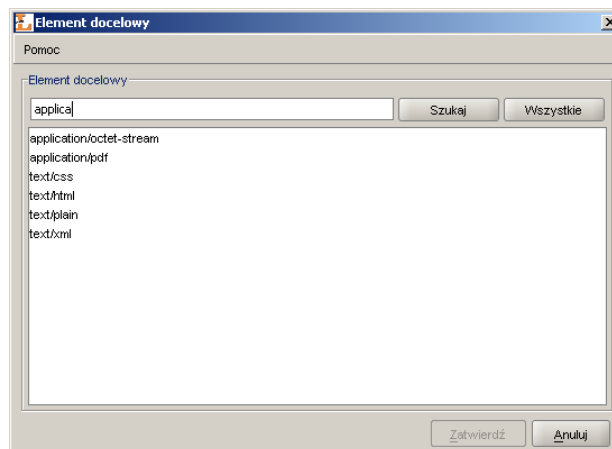 Element docelowy
Pomoc
Element docelowy
applica
Szukaj
Wszystkie
application/octet-stream
application/pdf
text/css
text/html
text/plain
text/xml
Zatwierdź
Anuluj